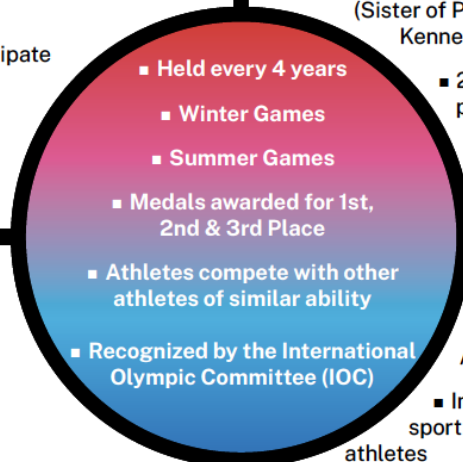 (Sister of
Kenne
ipate
▪ Held every 4 years
▪ Winter Games
▪ Summer Games
▪ Medals awarded for 1st,
2nd & 3rd Place
▪ Athletes compete with other
athletes of similar ability
▪ Recognized by the International
Olympic Committee (IOC)
▪ 2
▪ I
sport
athletes